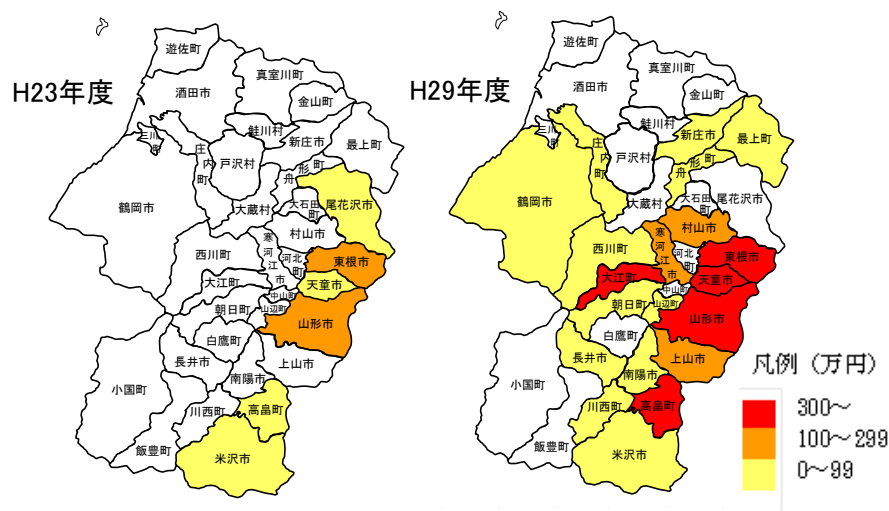 H23年度
遊佐町
真室川町
酒田市
金山町
鮭川村
三川町
庄内町
新庄市
最上町
戸沢村
舟形町
鶴岡市
大蔵村
大石田町
尾花沢市
村山市
寒河江市
河北町
西川町
東根市
大江町
天童市
中山町
朝日町
山辺町
山形市
白鷹町
長井市
上山市
南陽市
小国町
川西町
高畠町
飯豊町
米沢市
H29年度
遊佐町
真室川町
酒田市
金山町
鮭川村
三川町
庄内町
新庄市
最上町
戸沢村
舟形町
鶴岡市
大蔵村
大石田町
尾花沢市
村山市
寒河江市
河北町
西川町
東根市
大江町
天童市
中山町
朝日町
山辺町
山形市
白鷹町
長井市
上山市
南陽市
小国町
川西町
高畠町
飯豊町
米沢市
凡例（万円）
300～
100～299
0～99